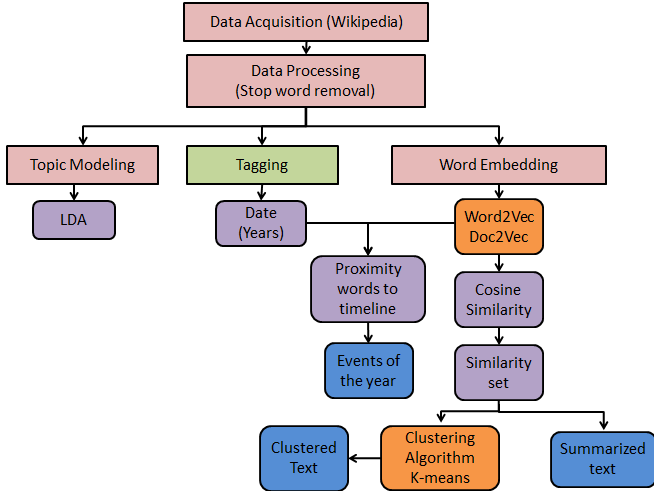 Data Acquisition (Wikipedia)
Data Processing
(Stop word removal)
Topic Modeling
Tagging
Word Embedding
LDA
Date
(Years)
Word2Vec
Doc2Vec
Proximity
words to
timeline
Cosine
Similarity
Events of
the year
Similarity
set
Clustered
Text
Clustering
Algorithm
K-means
Summarized
text